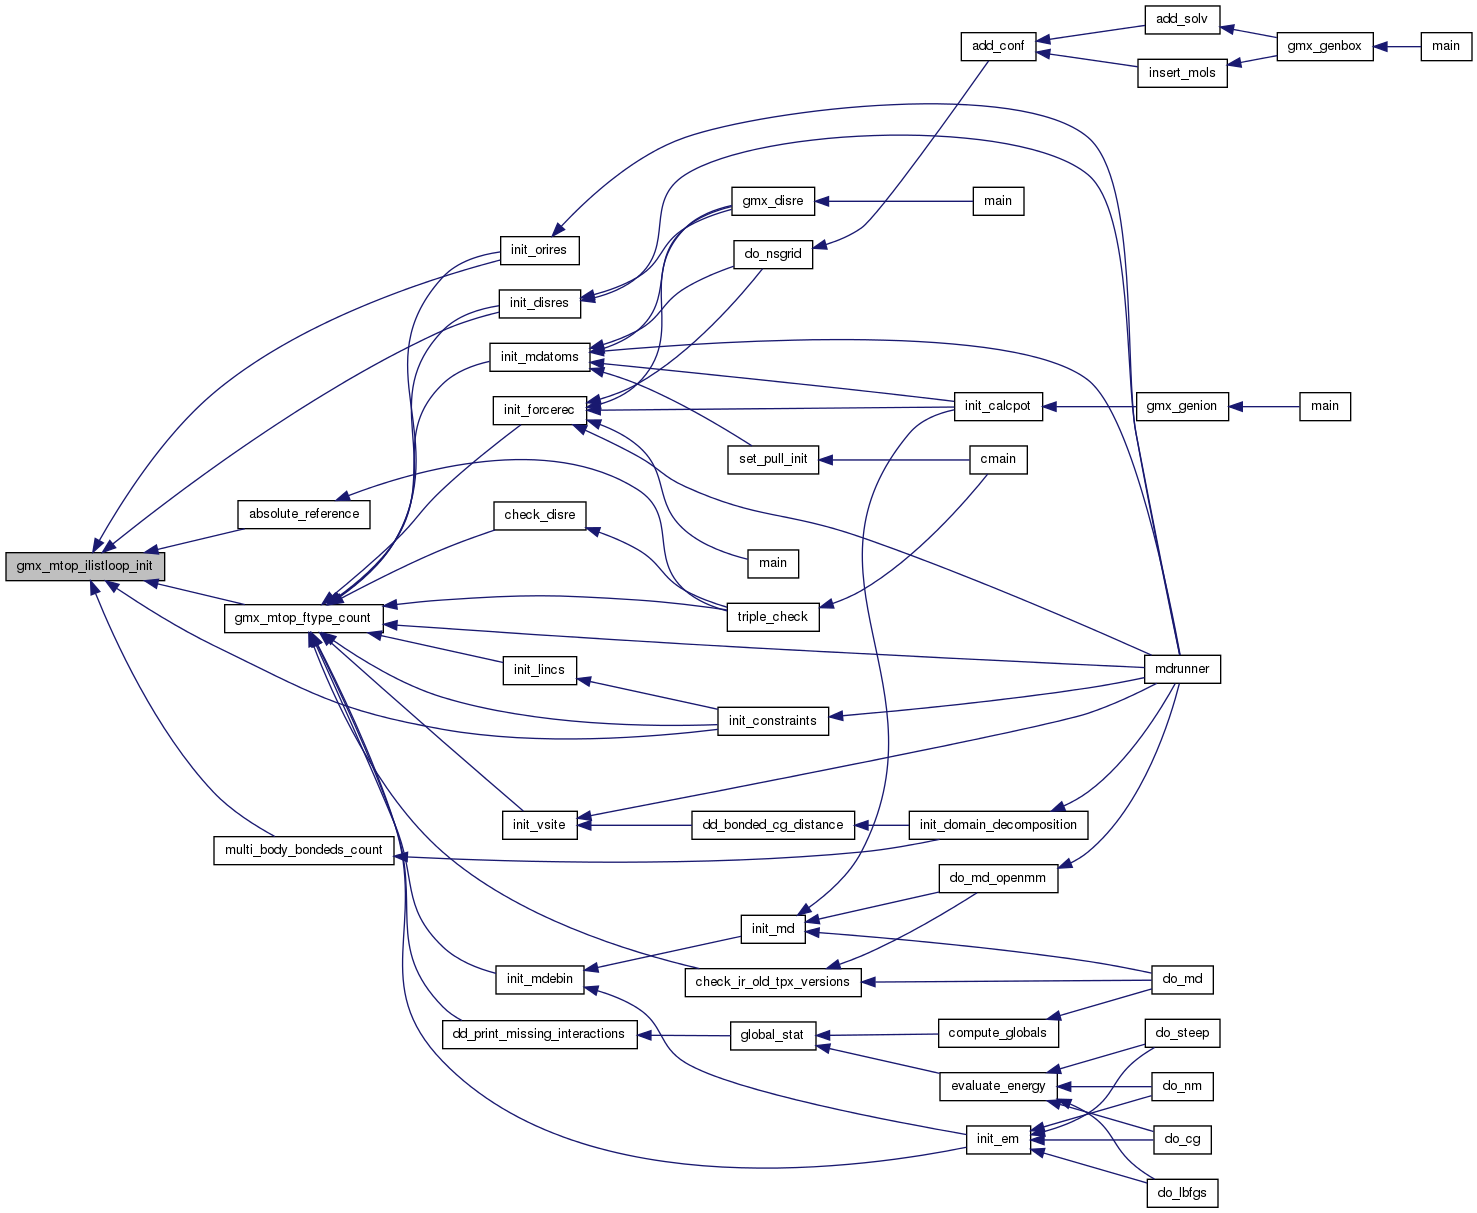 add_solv
add_conf
gmx_genbox
main
insert_mols
gmx_disre
main
init_orires
do_nsgrid
init_disres
init_mdatoms
init_forcerec
init_calcpot
gmx_genion
main
set_pull_init
cmain
absolute_reference
check_disre
gmx_mtop_ilistloop_init
main
gmx_mtop_ftype_count
triple_check
init_lincs
mdrunner
init_constraints
init_vsite
dd_bonded_cg_distance
init_domain_decomposition
multi_body_bondeds_count
do_md_openmm
init_md
init_mdebin
check_ir_old_tpx_versions
do_md
dd_print_missing_interactions
global_stat
compute_globals
do_steep
evaluate_energy
do_nm
init_em
do_cg
do_lbfgs